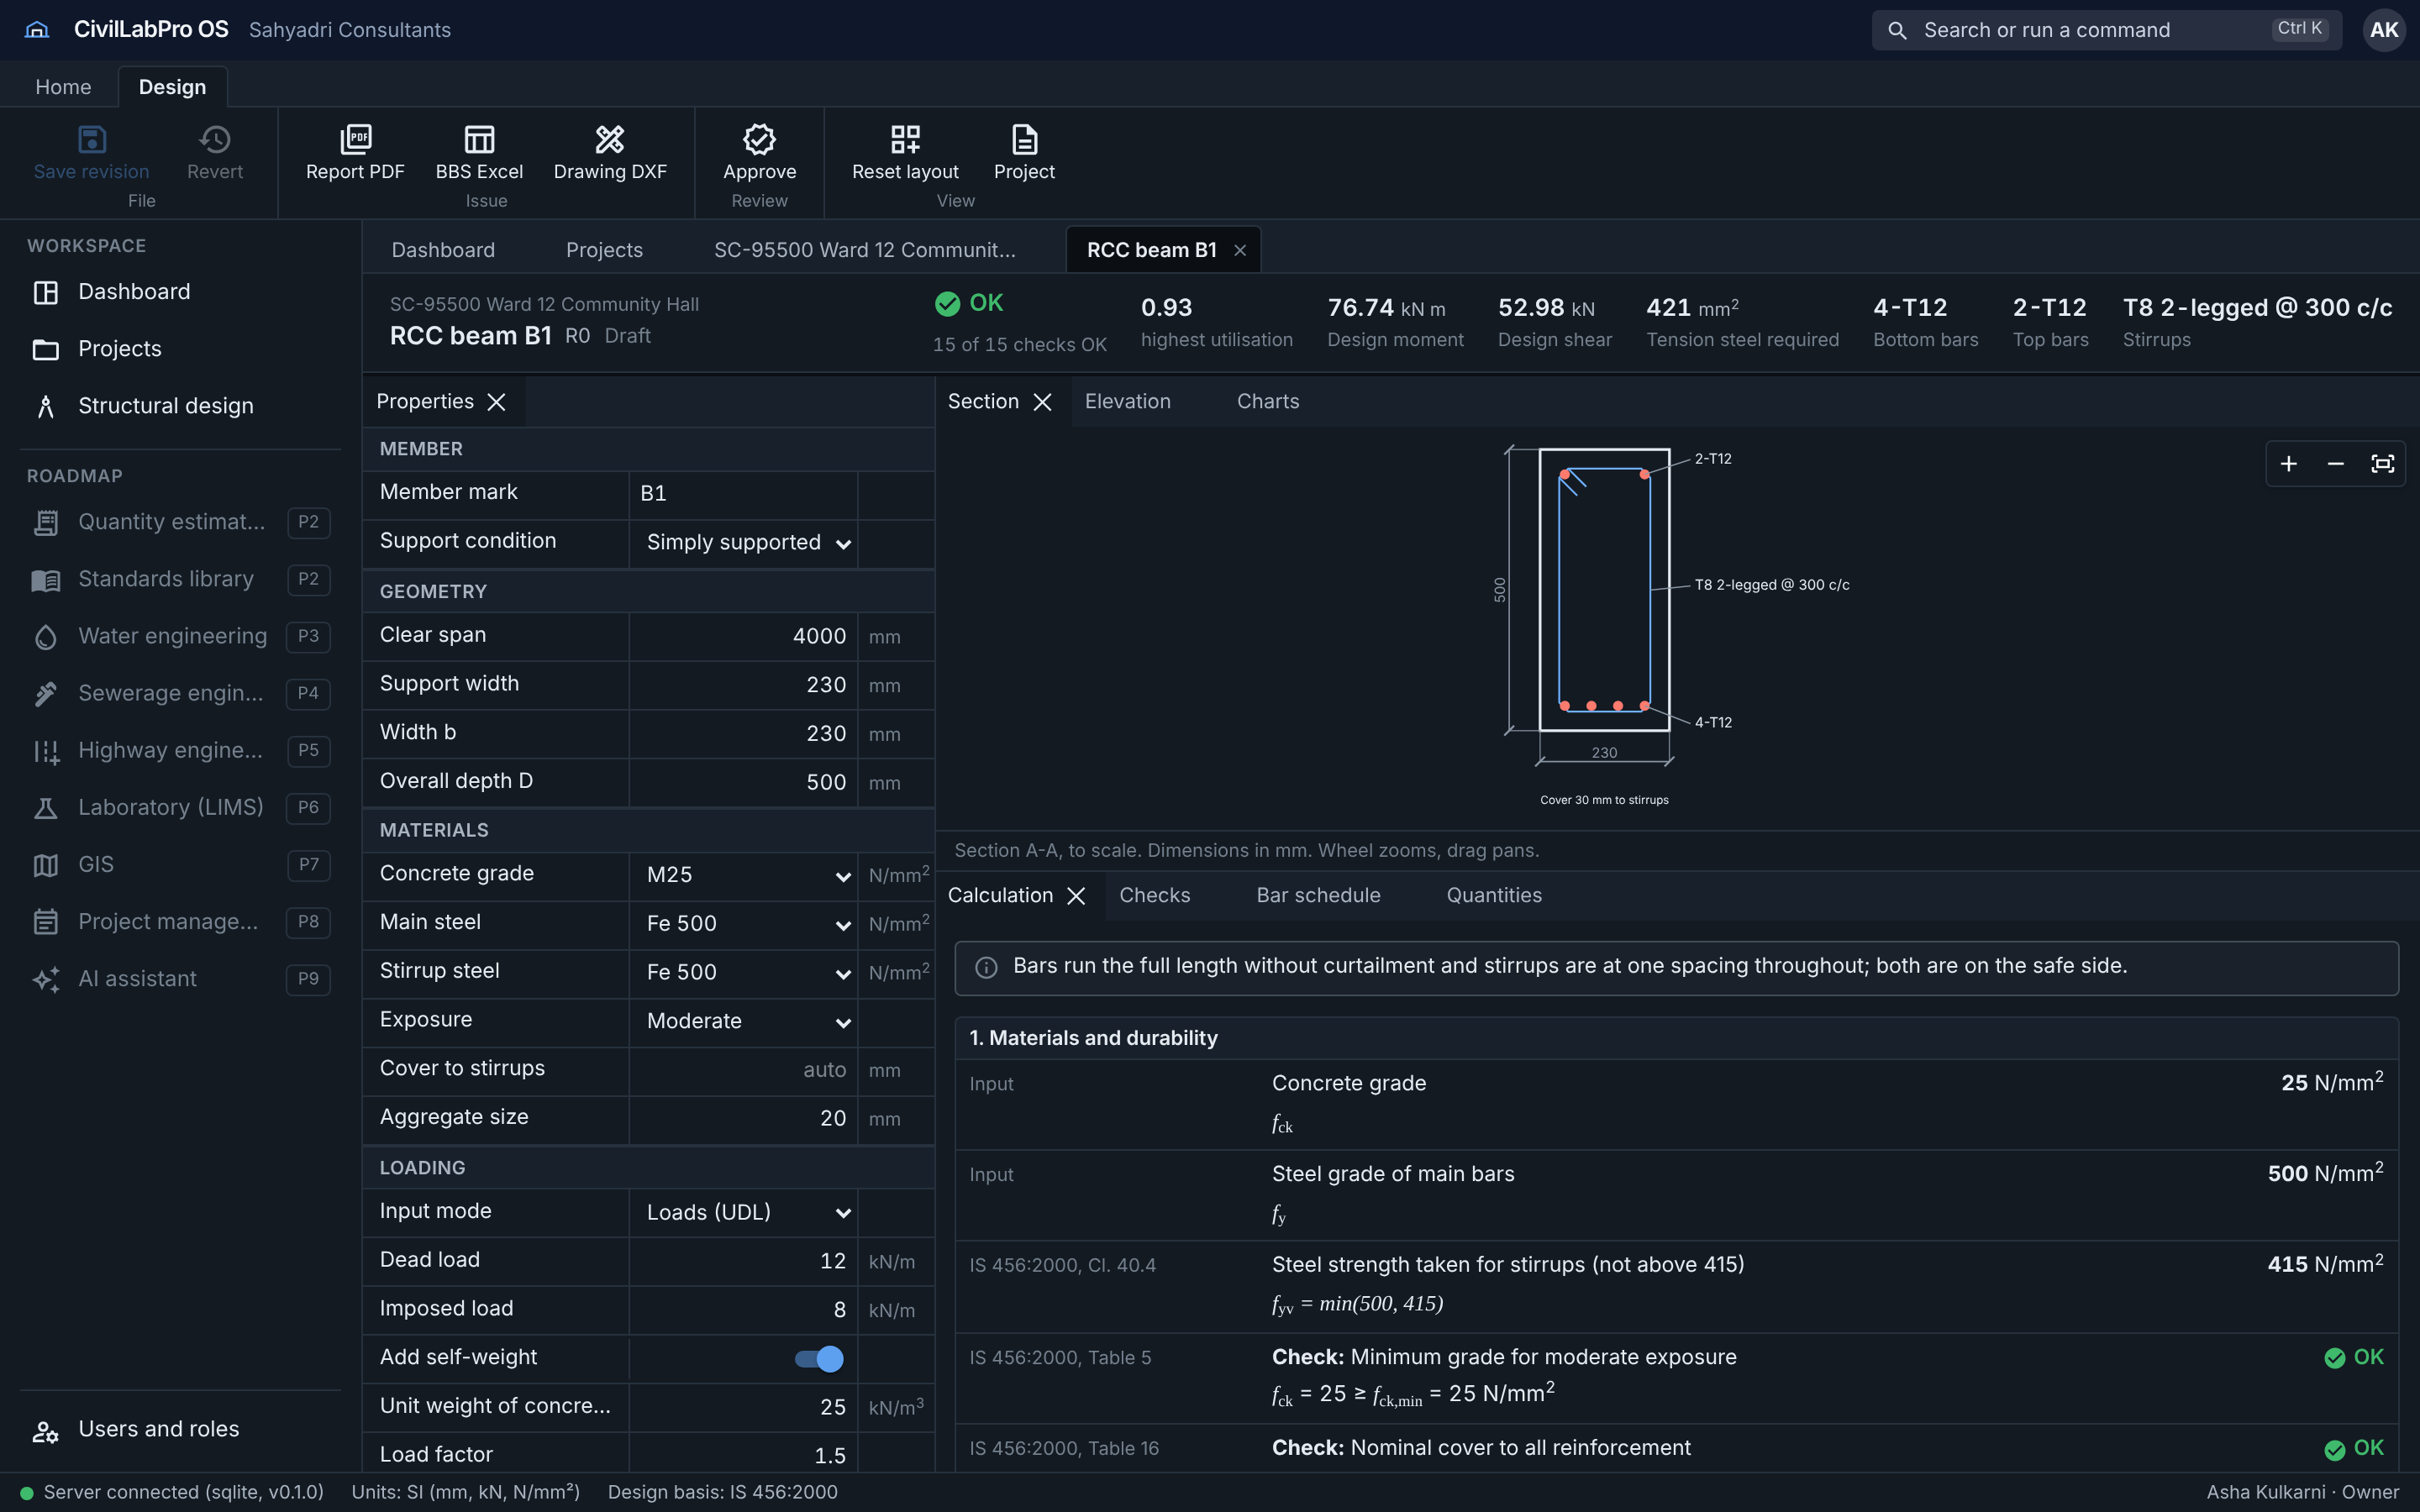 CivilLabPro OS Sahyadri Consultants Search or run a command Ctrl K AK
Home Design
Save revision Revert Report PDF BBS Excel Drawing DXF Approve Reset layout Project
File Issue Review View
WORKSPACE
Dashboard
Projects
Structural design
ROADMAP
Quantity estimat... P2
Standards library P2
Water engineering P3
Sewerage engin... P4
Highway engine... P5
Laboratory (LIMS) P6
GIS P7
Project manage... P8
AI assistant P9
Users and roles
Dashboard Projects SC-95500 Ward 12 Communit... RCC beam B1
SC-95500 Ward 12 Community Hall
RCC beam B1 R0 Draft
OK
15 of 15 checks OK
0.93
highest utilisation
76.74 kN m
Design moment
52.98 kN
Design shear
421 mm²
Tension steel required
4-T12
Bottom bars
2-T12
Top bars
T8 2-legged @ 300 c/c
Stirrups
Properties
MEMBER
Member mark B1
Support condition Simply supported
GEOMETRY
Clear span 4000 mm
Support width 230 mm
Width b 230 mm
Overall depth D 500 mm
MATERIALS
Concrete grade M25 N/mm²
Main steel Fe 500 N/mm²
Stirrup steel Fe 500 N/mm²
Exposure Moderate
Cover to stirrups auto mm
Aggregate size 20 mm
LOADING
Input mode Loads (UDL)
Dead load 12 kN/m
Imposed load 8 kN/m
Add self-weight
Unit weight of concre... 25 kN/m³
Load factor 1.5
Section Elevation Charts
2-T12
500
T8 2-legged @ 300 c/c
4-T12
230
Cover 30 mm to stirrups
Section A-A, to scale. Dimensions in mm. Wheel zooms, drag pans.
Calculation Checks Bar schedule Quantities
Bars run the full length without curtailment and stirrups are at one spacing throughout; both are on the safe side.
1. Materials and durability
Input Concrete grade 25 N/mm²
fck
Input Steel grade of main bars 500 N/mm²
fy
IS 456:2000, Cl. 40.4 Steel strength taken for stirrups (not above 415) 415 N/mm²
fyv = min(500, 415)
IS 456:2000, Table 5 Check: Minimum grade for moderate exposure OK
fck = 25 ≥ fck,min = 25 N/mm²
IS 456:2000, Table 16 Check: Nominal cover to all reinforcement OK
Server connected (sqlite, v0.1.0) Units: SI (mm, kN, N/mm²) Design basis: IS 456:2000 Asha Kulkarni · Owner